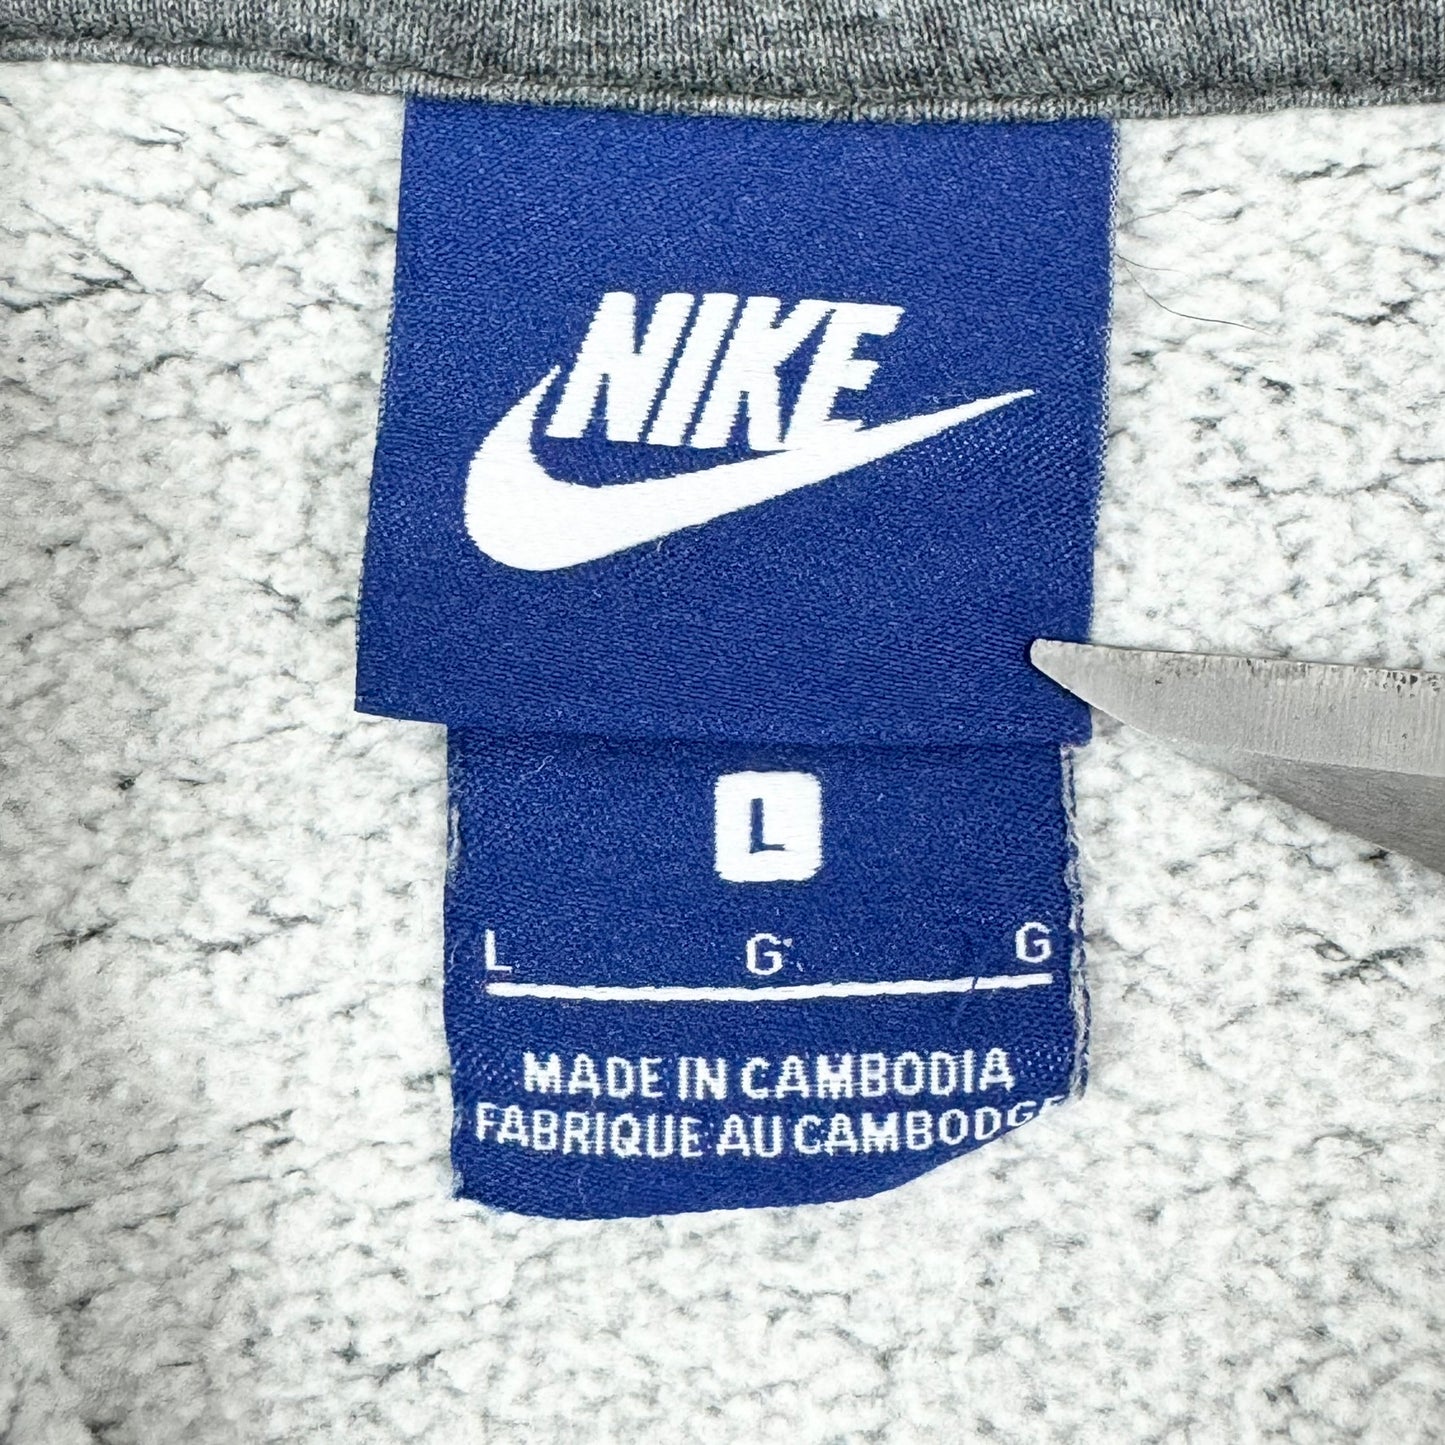 NIKE
L
L G G
MADE IN CAMBODIA
FABRIQUE AU CAMBODGE